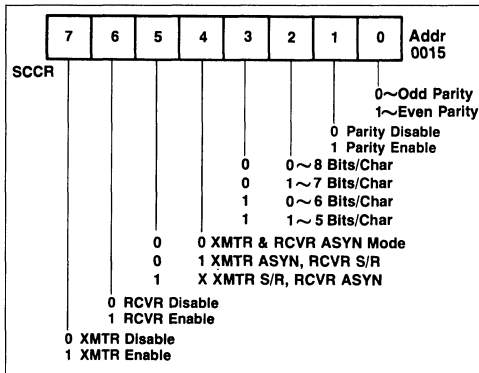 7 6 5 4 3 2 1 0 Addr
0015
SCCR
0~Odd Parity
1~Even Parity
0 Parity Disable
1 Parity Enable
0 0~8 Bits/Char
0 1~7 Bits/Char
1 0~6 Bits/Char
1 1~5 Bits/Char
0 0 XMTR & RCVR ASYN Mode
0 1 XMTR ASYN, RCVR S/R
1 X XMTR S/R, RCVR ASYN
0 RCVR Disable
1 RCVR Enable
0 XMTR Disable
1 XMTR Enable